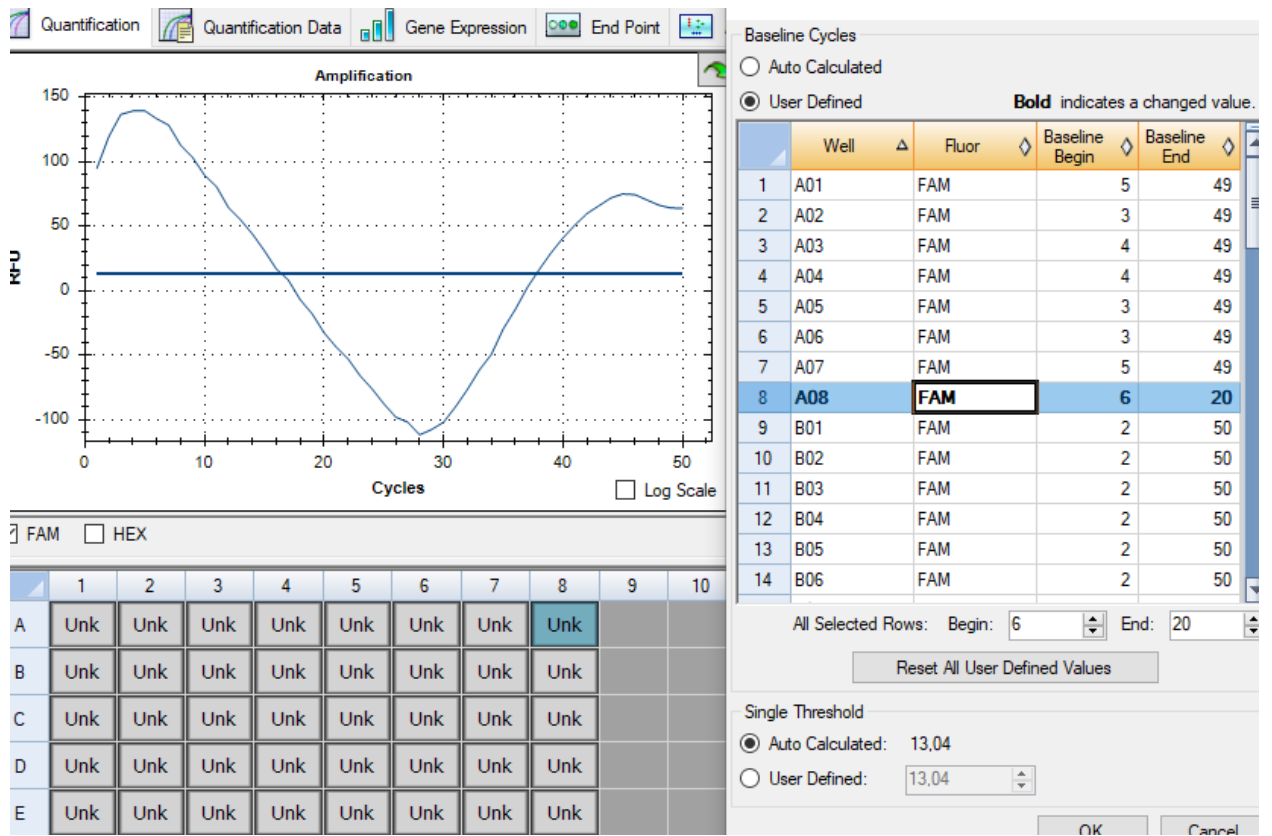 Quantification Quantification Data Gene Expression End Point
Amplification
150
100
50
0
-50
-100
RFU
0 10 20 30 40 50
Cycles
Log Scale
FAM HEX
1 2 3 4 5 6 7 8 9 10
A Unk Unk Unk Unk Unk Unk Unk Unk
B Unk Unk Unk Unk Unk Unk Unk Unk
C Unk Unk Unk Unk Unk Unk Unk Unk
D Unk Unk Unk Unk Unk Unk Unk Unk
E Unk Unk Unk Unk Unk Unk Unk Unk
Baseline Cycles
Auto Calculated
User Defined Bold indicates a changed value.
Well Fluor Baseline Begin Baseline End
1 A01 FAM 5 49
2 A02 FAM 3 49
3 A03 FAM 4 49
4 A04 FAM 4 49
5 A05 FAM 3 49
6 A06 FAM 3 49
7 A07 FAM 5 49
8 A08 FAM 6 20
9 B01 FAM 2 50
10 B02 FAM 2 50
11 B03 FAM 2 50
12 B04 FAM 2 50
13 B05 FAM 2 50
14 B06 FAM 2 50
All Selected Rows: Begin: 6 End: 20
Reset All User Defined Values
Single Threshold
Auto Calculated: 13,04
User Defined: 13,04
OK Cancel